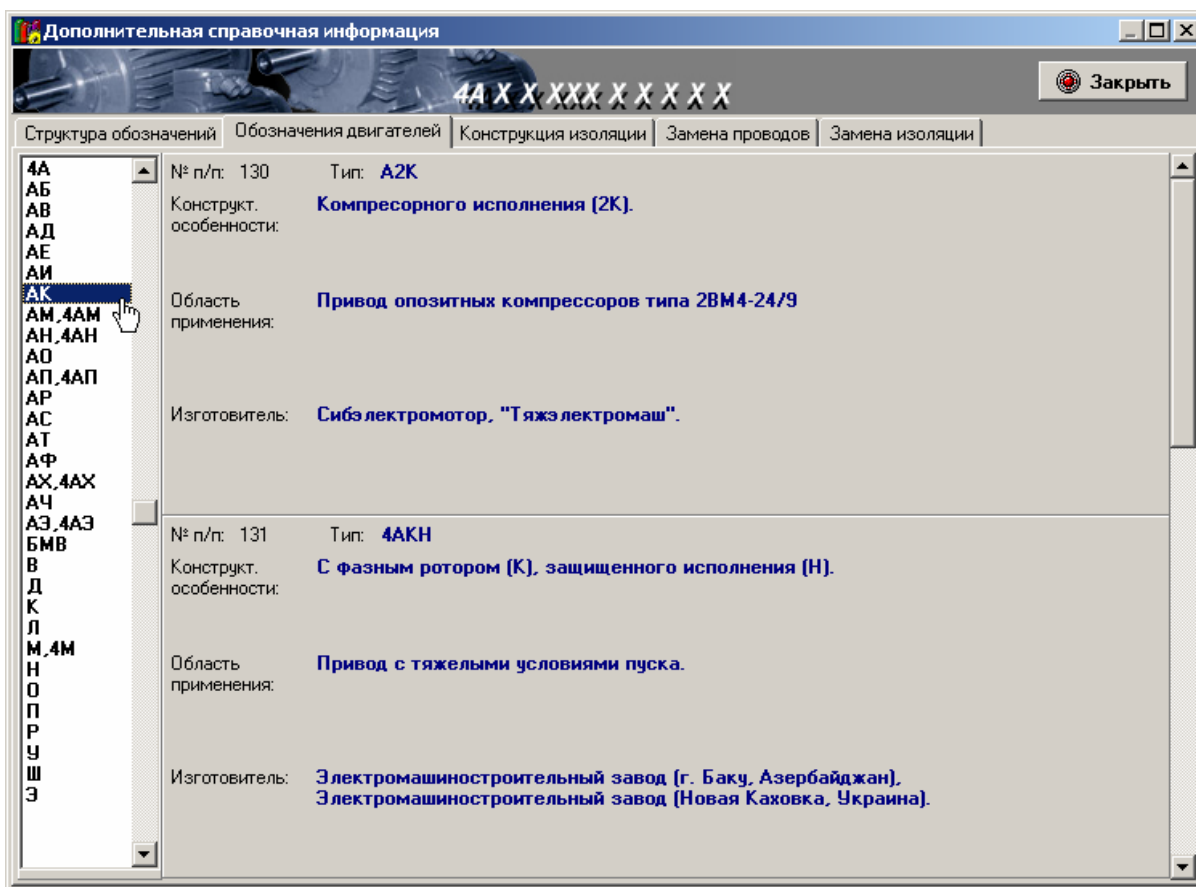 Дополнительная справочная информация
4A X X XXX X X X X X
Закрыть
Структура обозначений Обозначения двигателей Конструкция изоляции Замена проводов Замена изоляции
4А
АБ
АВ
АД
АЕ
АИ
АК
АМ,4АМ
АН,4АН
АО
АП,4АП
АР
АС
АТ
АФ
АХ,4АХ
АЧ
АЭ,4АЭ
БМВ
В
Д
К
Л
М,4М
Н
О
П
Р
У
Ш
Э
№ п/п: 130 Тип: А2К
Конструкт.
особенности:
Компресорного исполнения (2К).
Область
применения:
Привод опозитных компрессоров типа 2ВМ4-24/9
Изготовитель: Сибэлектромотор, "Тяжэлектромаш".
№ п/п: 131 Тип: 4АКН
Конструкт.
особенности:
С фазным ротором (К), защищенного исполнения (Н).
Область
применения:
Привод с тяжелыми условиями пуска.
Изготовитель: Электромашиностроительный завод (г. Баку, Азербайджан),
Электромашиностроительный завод (Новая Каховка, Украина).